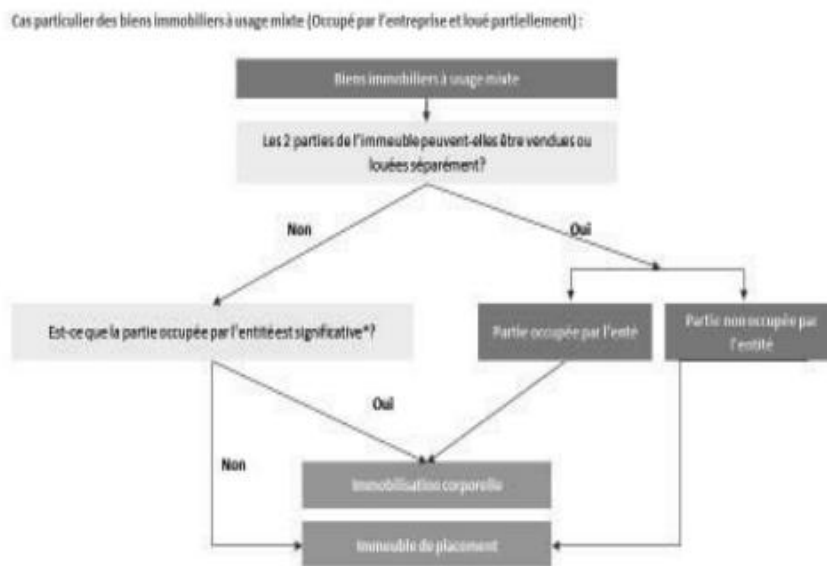 Cas particulier des biens immobiliers à usage mixte (Occupé par l'entreprise et loué partiellement) :
Biens immobiliers à usage mixte
Les 2 parties de l'immeuble peuvent-elles être vendues ou
louées séparément?
Non
Oui
Est-ce que la partie occupée par l'entité est significative*?
Partie occupée par l'enté
Partie non occupée par
l'entité
Oui
Non
Immobilisation corporelle
Immeuble de placement